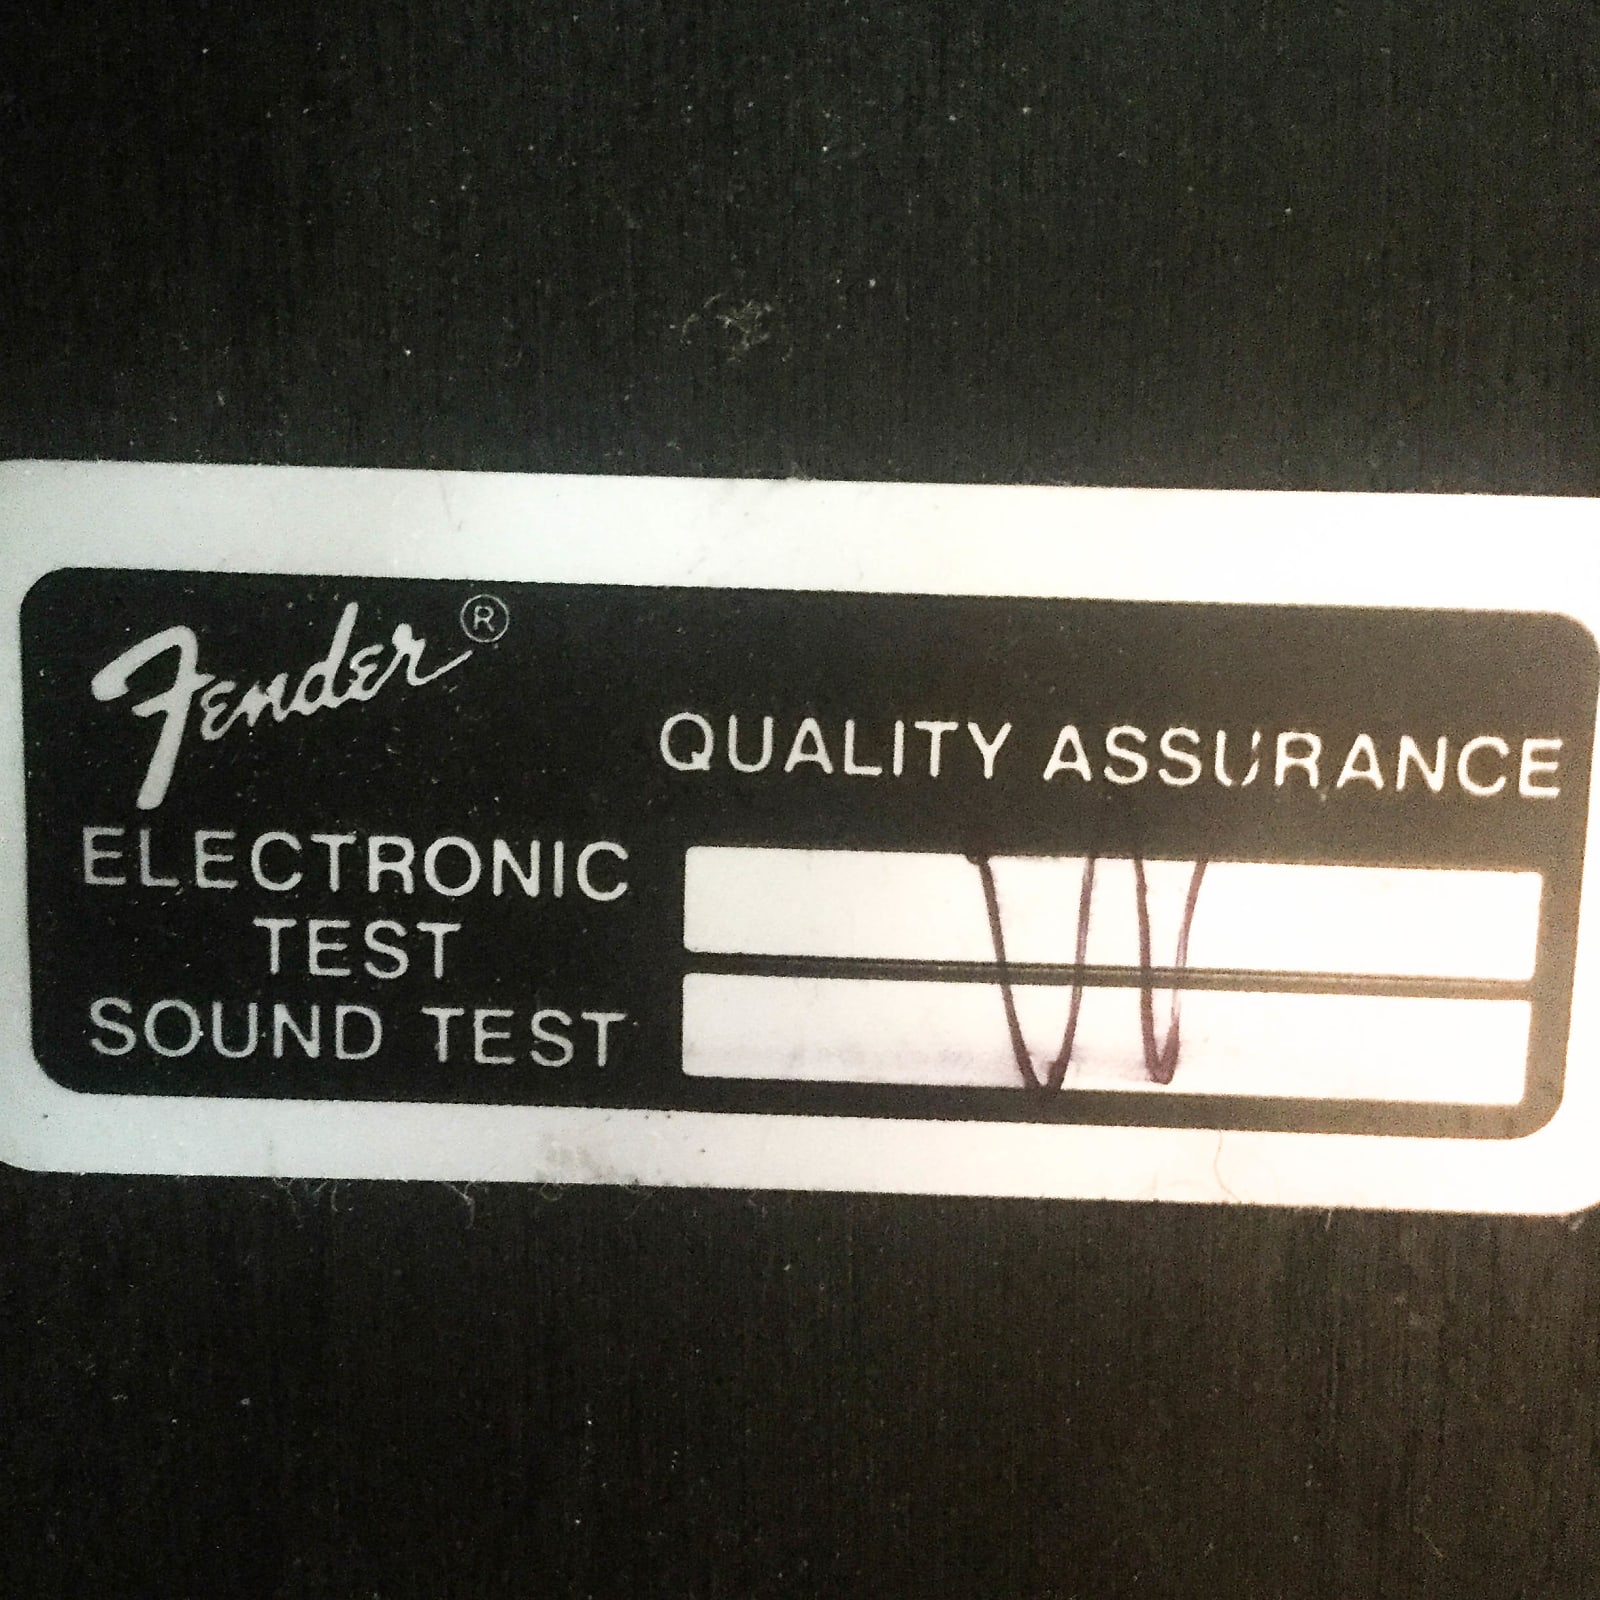 Fender®
QUALITY ASSURANCE
ELECTRONIC
TEST
SOUND TEST